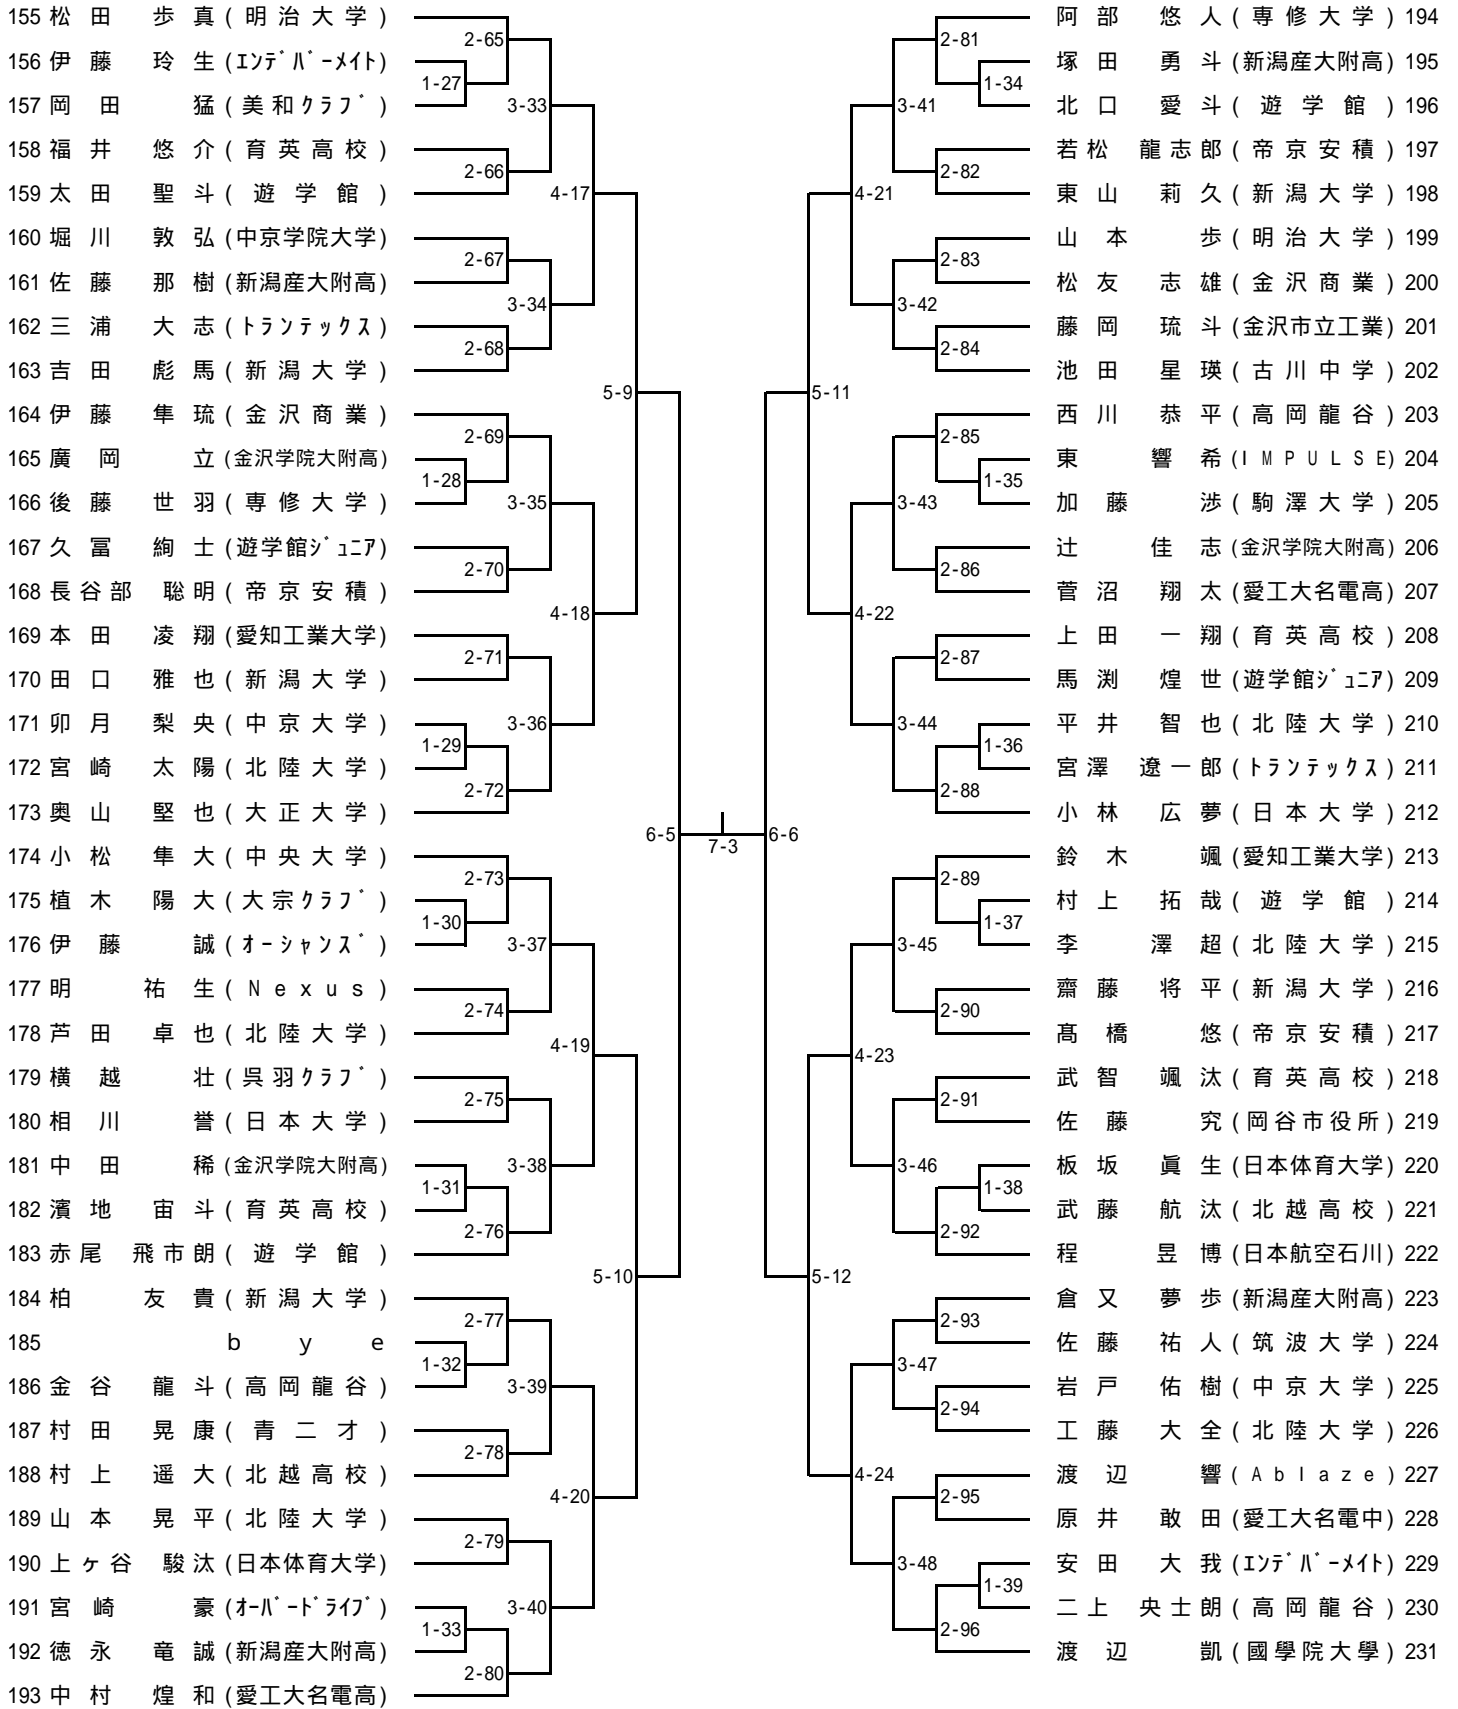 155 松田 歩真 (明治大学)
2-65
156 伊藤 玲生 (エンデバーメイト)
1-27
157 岡田 猛 (美和クラブ)
3-33
158 福井 悠介 (育英高校)
2-66
159 太田 聖斗 (遊学館)
4-17
160 堀川 敦弘 (中京学院大学)
2-67
161 佐藤 那樹 (新潟産大附高)
3-34
162 三浦 大志 (トランテックス)
2-68
163 吉田 彪馬 (新潟大学)
5-9
164 伊藤 隼琉 (金沢商業)
2-69
165 廣岡 立 (金沢学院大附高)
1-28
166 後藤 世羽 (専修大学)
3-35
167 久冨 絢士 (遊学館ジュニア)
2-70
168 長谷部 聡明 (帝京安積)
4-18
169 本田 凌翔 (愛知工業大学)
2-71
170 田口 雅也 (新潟大学)
171 卯月 梨央 (中京大学)
3-36
1-29
172 宮崎 太陽 (北陸大学)
2-72
173 奥山 堅也 (大正大学)
6-5
7-3
174 小松 隼大 (中央大学)
2-73
175 植木 陽大 (大宗クラブ)
1-30
176 伊藤 誠 (オーシャンズ)
3-37
177 明 祐生 (Nexus)
2-74
178 芦田 卓也 (北陸大学)
4-19
179 横越 壮 (呉羽クラブ)
2-75
180 相川 誉 (日本大学)
181 中田 稀 (金沢学院大附高)
3-38
1-31
182 濱地 宙斗 (育英高校)
2-76
183 赤尾 飛市朗 (遊学館)
5-10
184 柏 友貴 (新潟大学)
2-77
185 bye
1-32
186 金谷 龍斗 (高岡龍谷)
3-39
187 村田 晃康 (青二才)
2-78
188 村上 遥大 (北越高校)
4-20
189 山本 晃平 (北陸大学)
2-79
190 上ヶ谷 駿汰 (日本体育大学)
191 宮崎 豪 (オーバードライブ)
3-40
1-33
192 徳永 竜誠 (新潟産大附高)
2-80
193 中村 煌和 (愛工大名電高)
阿部 悠人 (専修大学) 194
2-81
塚田 勇斗 (新潟産大附高) 195
1-34
北口 愛斗 (遊学館) 196
3-41
若松 龍志郎 (帝京安積) 197
2-82
東山 莉久 (新潟大学) 198
4-21
山本 歩 (明治大学) 199
2-83
松友 志雄 (金沢商業) 200
3-42
藤岡 琉斗 (金沢市立工業) 201
2-84
池田 星瑛 (古川中学) 202
5-11
西川 恭平 (高岡龍谷) 203
2-85
東 響希 (IMPULSE) 204
1-35
加藤 渉 (駒澤大学) 205
3-43
辻 佳志 (金沢学院大附高) 206
2-86
菅沼 翔太 (愛工大名電高) 207
4-22
上田 一翔 (育英高校) 208
2-87
馬渕 煌世 (遊学館ジュニア) 209
平井 智也 (北陸大学) 210
3-44
1-36
宮澤 遼一郎 (トランテックス) 211
2-88
小林 広夢 (日本大学) 212
6-6
鈴木 颯 (愛知工業大学) 213
2-89
村上 拓哉 (遊学館) 214
1-37
李 澤超 (北陸大学) 215
3-45
齋藤 将平 (新潟大学) 216
2-90
髙橋 悠 (帝京安積) 217
4-23
武智 颯汰 (育英高校) 218
2-91
佐藤 究 (岡谷市役所) 219
板坂 眞生 (日本体育大学) 220
3-46
1-38
武藤 航汰 (北越高校) 221
2-92
程 昱博 (日本航空石川) 222
5-12
倉又 夢歩 (新潟産大附高) 223
2-93
佐藤 祐人 (筑波大学) 224
3-47
岩戸 佑樹 (中京大学) 225
2-94
工藤 大全 (北陸大学) 226
4-24
渡辺 響 (Ablaze) 227
2-95
原井 敢田 (愛工大名電中) 228
安田 大我 (エンデバーメイト) 229
3-48
1-39
二上 央士朗 (高岡龍谷) 230
2-96
渡辺 凱 (國學院大學) 231